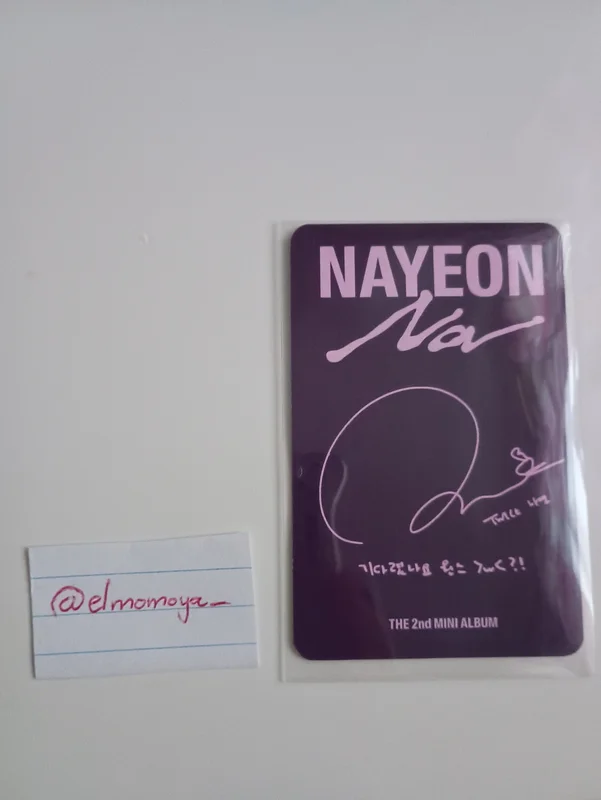 NAYEON
Na
TWICE 나연
기다렸나요 원스 ?!
THE 2nd MINI ALBUM
@elmomoya_